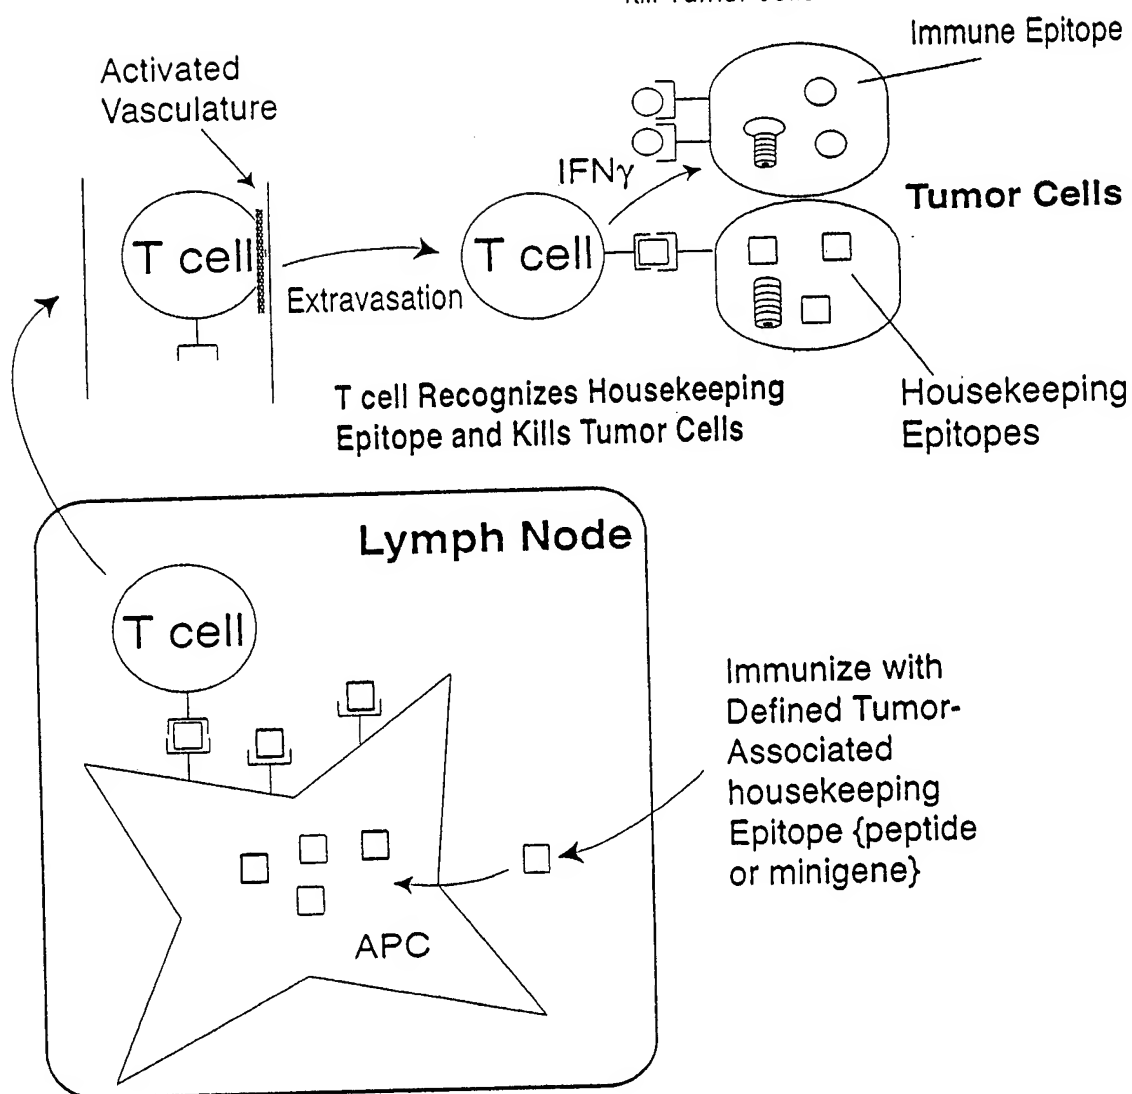 Immune Epitope
Activated
Vasculature
IFNγ
Tumor Cells
T cell
T cell
Extravasation
T cell Recognizes Housekeeping
Epitope and Kills Tumor Cells
Housekeeping
Epitopes
Lymph Node
T cell
Immunize with
Defined Tumor-
Associated
housekeeping
Epitope {peptide
or minigene}
APC